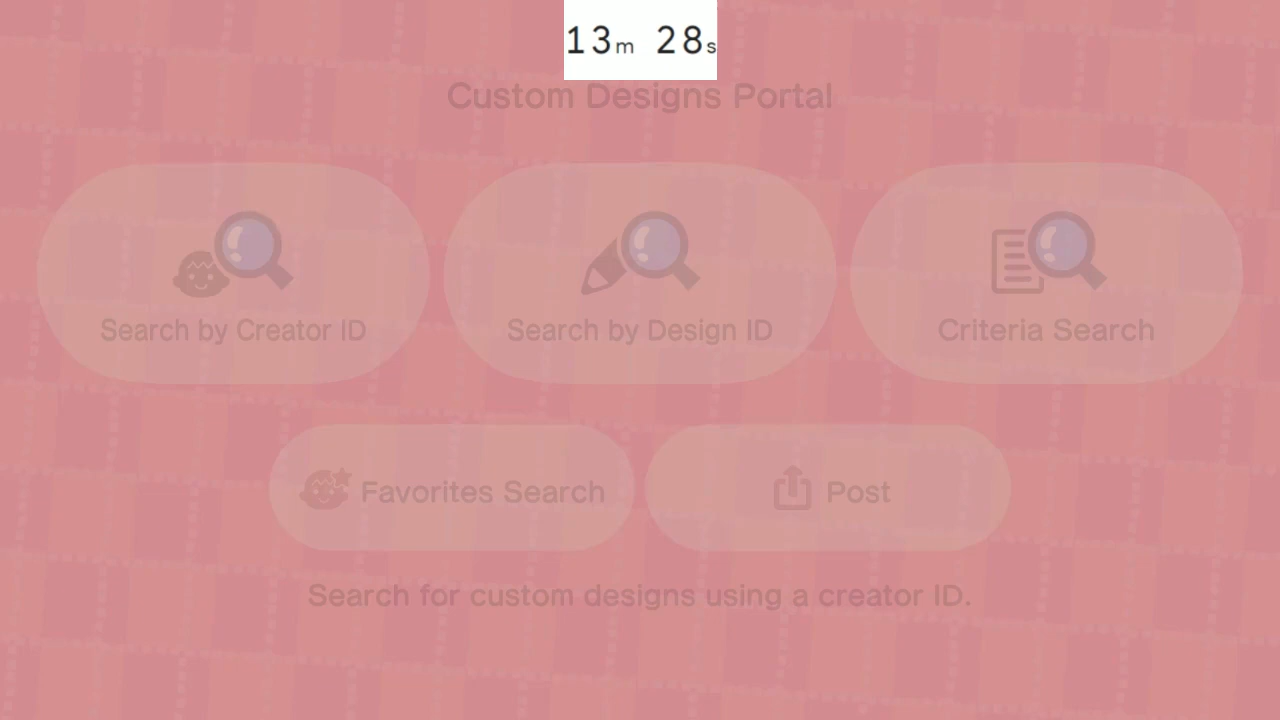 13m 28s
Custom Designs Portal
Search by Creator ID
Search by Design ID
Criteria Search
Favorites Search
Post
Search for custom designs using a creator ID.